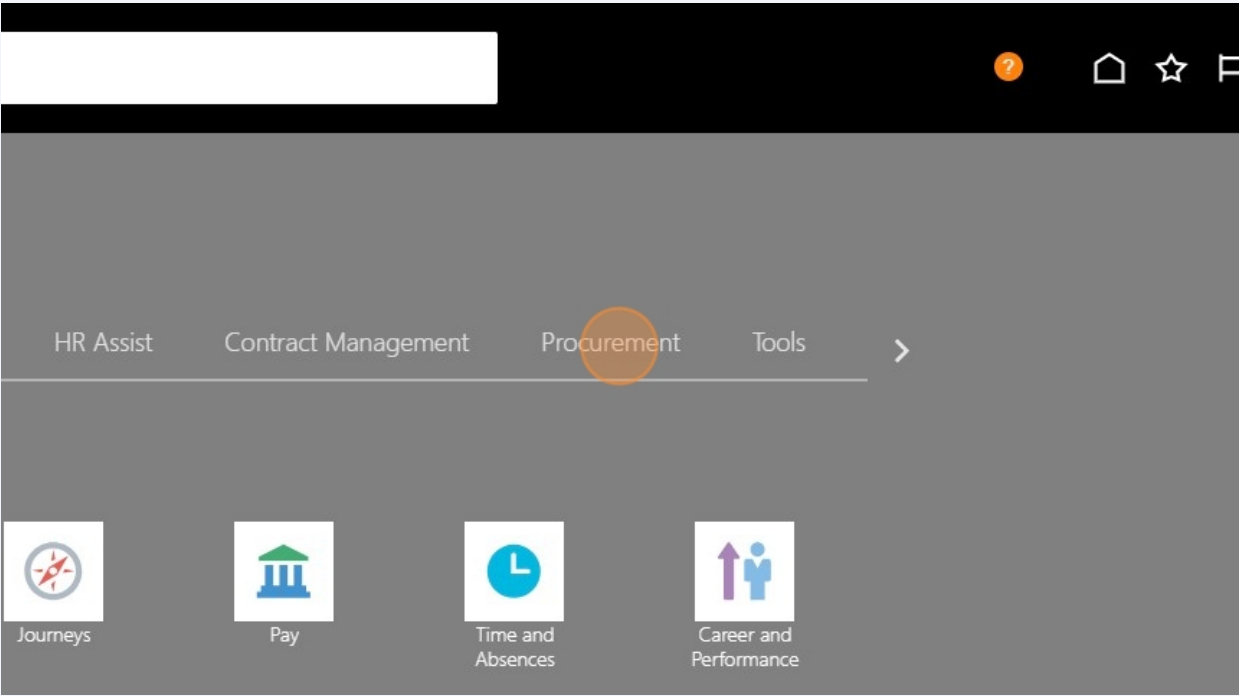 ?
HR Assist Contract Management Procurement Tools
Journeys Pay Time and Absences Career and Performance